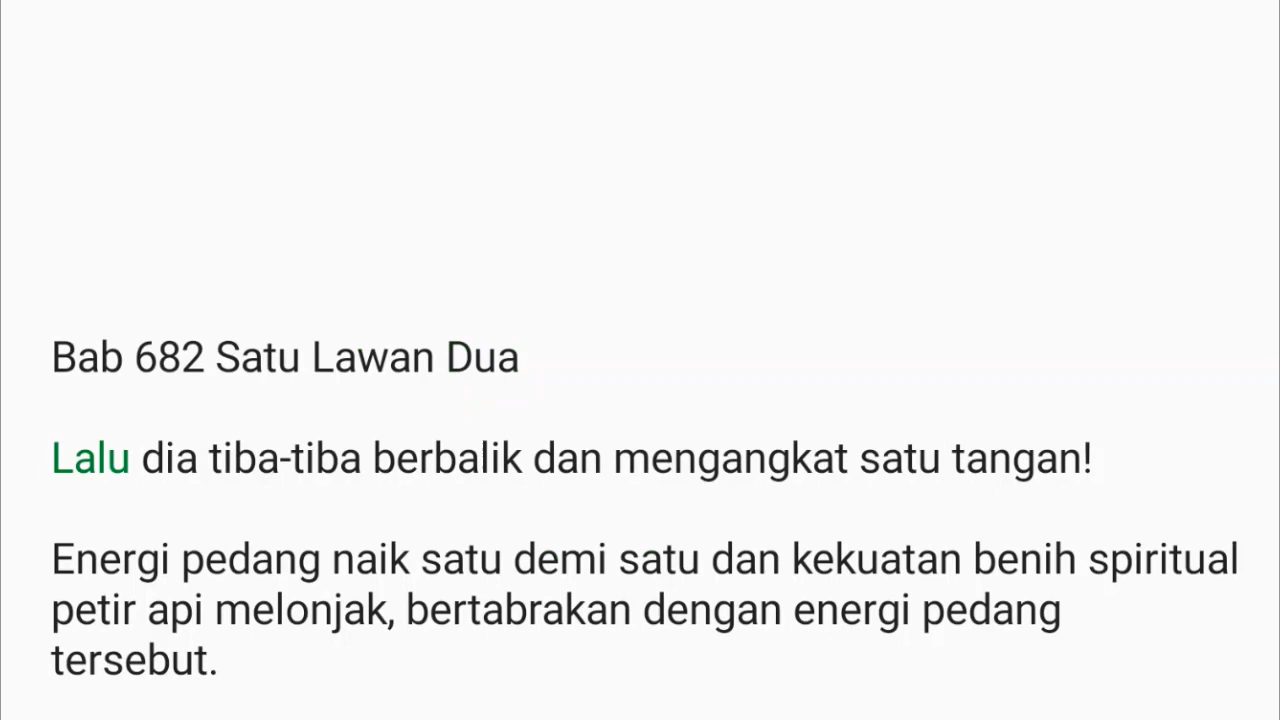 Bab 682 Satu Lawan Dua
Lalu dia tiba-tiba berbalik dan mengangkat satu tangan!
Energi pedang naik satu demi satu dan kekuatan benih spiritual
petir api melonjak, bertabrakan dengan energi pedang
tersebut.